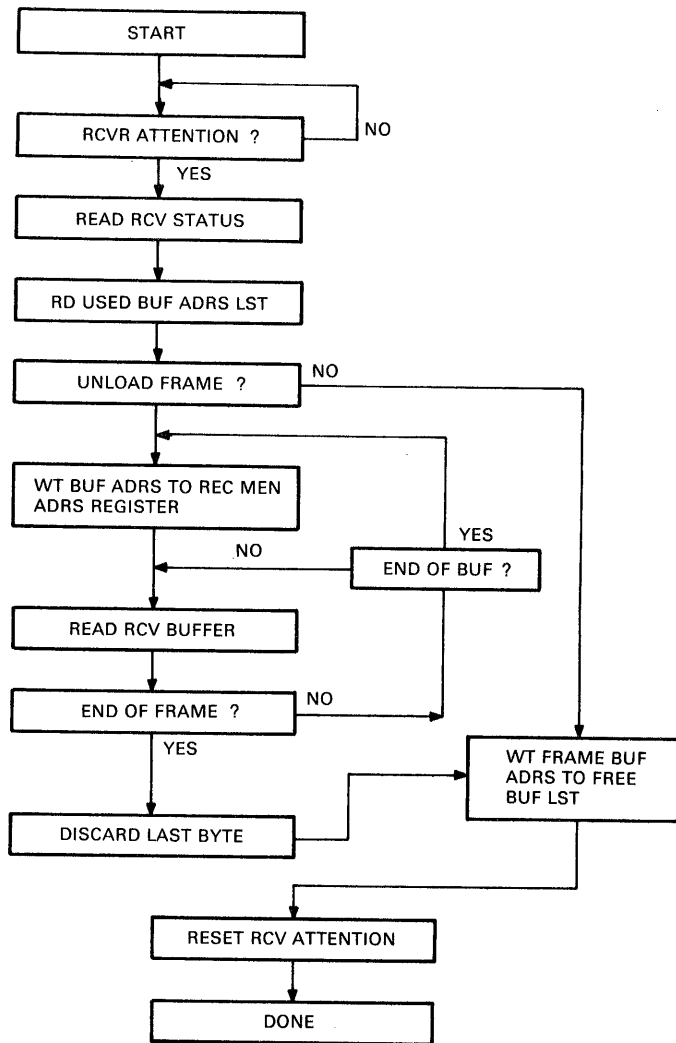 START
RCVR ATTENTION ?
NO
YES
READ RCV STATUS
RD USED BUF ADRS LST
UNLOAD FRAME ?
NO
WT BUF ADRS TO REC MEN
ADRS REGISTER
YES
NO
END OF BUF ?
READ RCV BUFFER
END OF FRAME ?
NO
YES
WT FRAME BUF
ADRS TO FREE
BUF LST
DISCARD LAST BYTE
RESET RCV ATTENTION
DONE